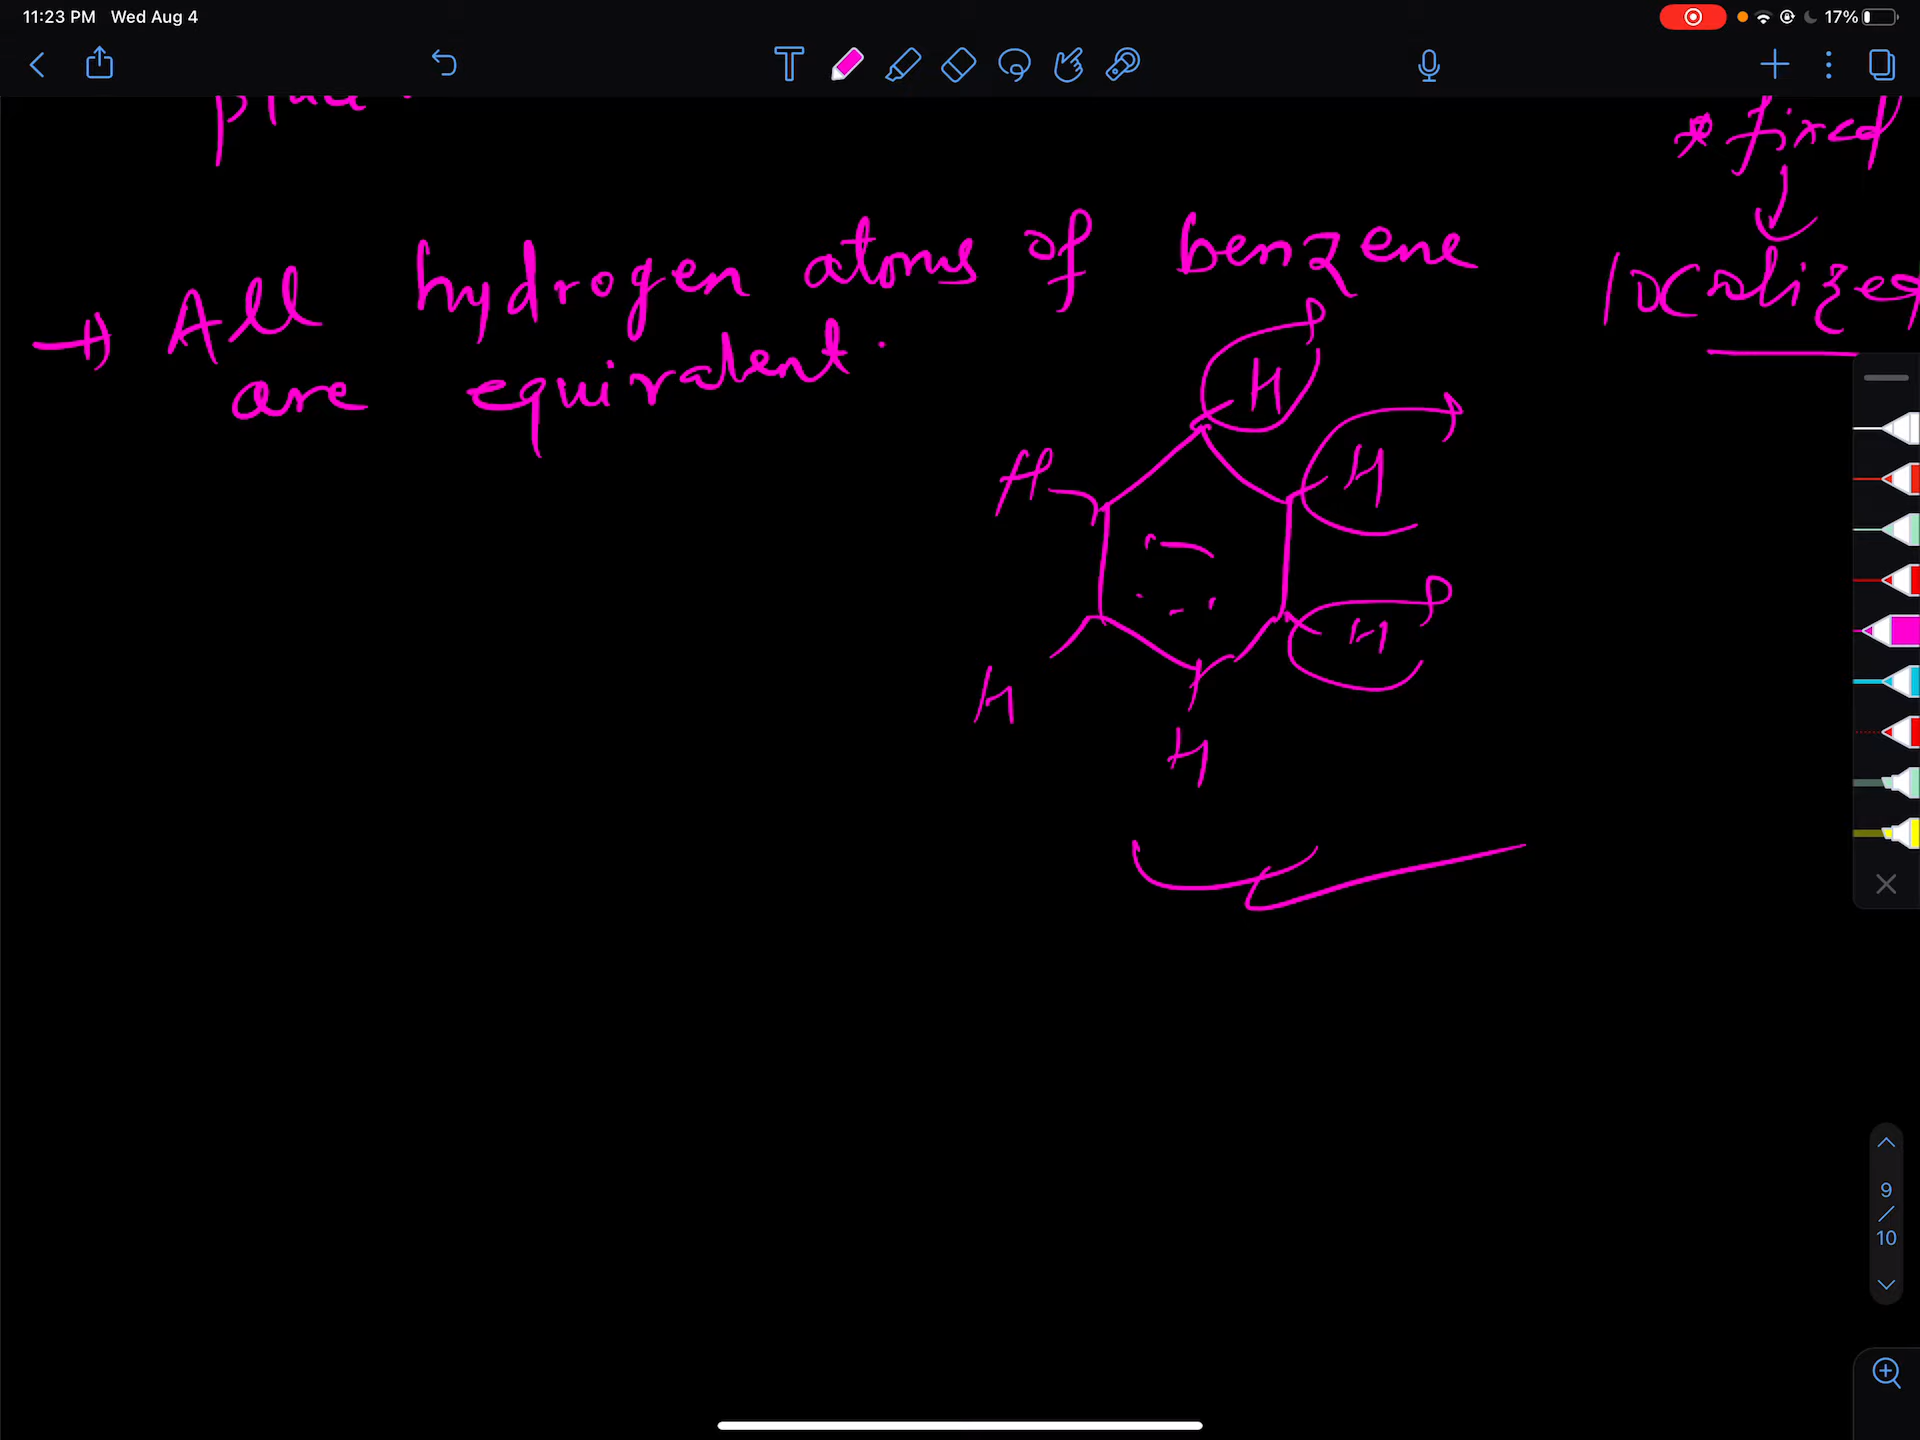 11:23 PM Wed Aug 4
17%
* fixed
localized
→ All hydrogen atoms of benzene
are equivalent.
H
H
H
H
H
H
9
/
10